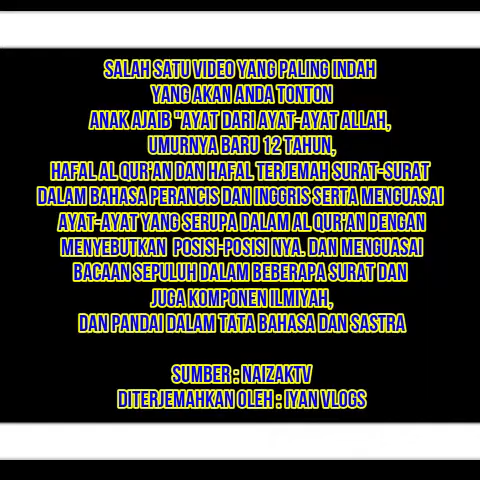 SALAH SATU VIDEO YANG PALING INDAH
YANG AKAN ANDA TONTON
ANAK AJAIB "AYAT DARI AYAT-AYAT ALLAH,
UMURNYA BARU 12 TAHUN,
HAFAL AL QUR'AN DAN HAFAL TERJEMAH SURAT-SURAT
DALAM BAHASA PERANCIS DAN INGGRIS SERTA MENGUASAI
AYAT-AYAT YANG SERUPA DALAM AL QUR'AN DENGAN
MENYEBUTKAN POSISI-POSISI NYA. DAN MENGUASAI
BACAAN SEPULUH DALAM BEBERAPA SURAT DAN
JUGA KOMPONEN ILMIYAH,
DAN PANDAI DALAM TATA BAHASA DAN SASTRA
SUMBER : NAIZAKTV
DITERJEMAHKAN OLEH : IYAN VLOGS